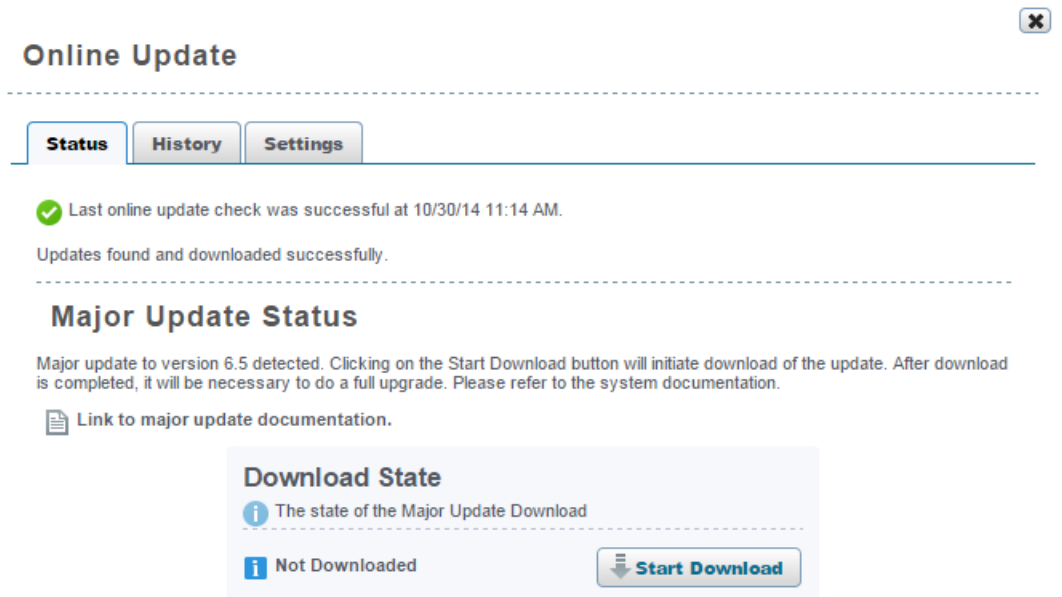 Online Update
Status
History
Settings
Last online update check was successful at 10/30/14 11:14 AM.
Updates found and downloaded successfully.
Major Update Status
Major update to version 6.5 detected. Clicking on the Start Download button will initiate download of the update. After download
is completed, it will be necessary to do a full upgrade. Please refer to the system documentation.
Link to major update documentation.
Download State
The state of the Major Update Download
Not Downloaded
Start Download